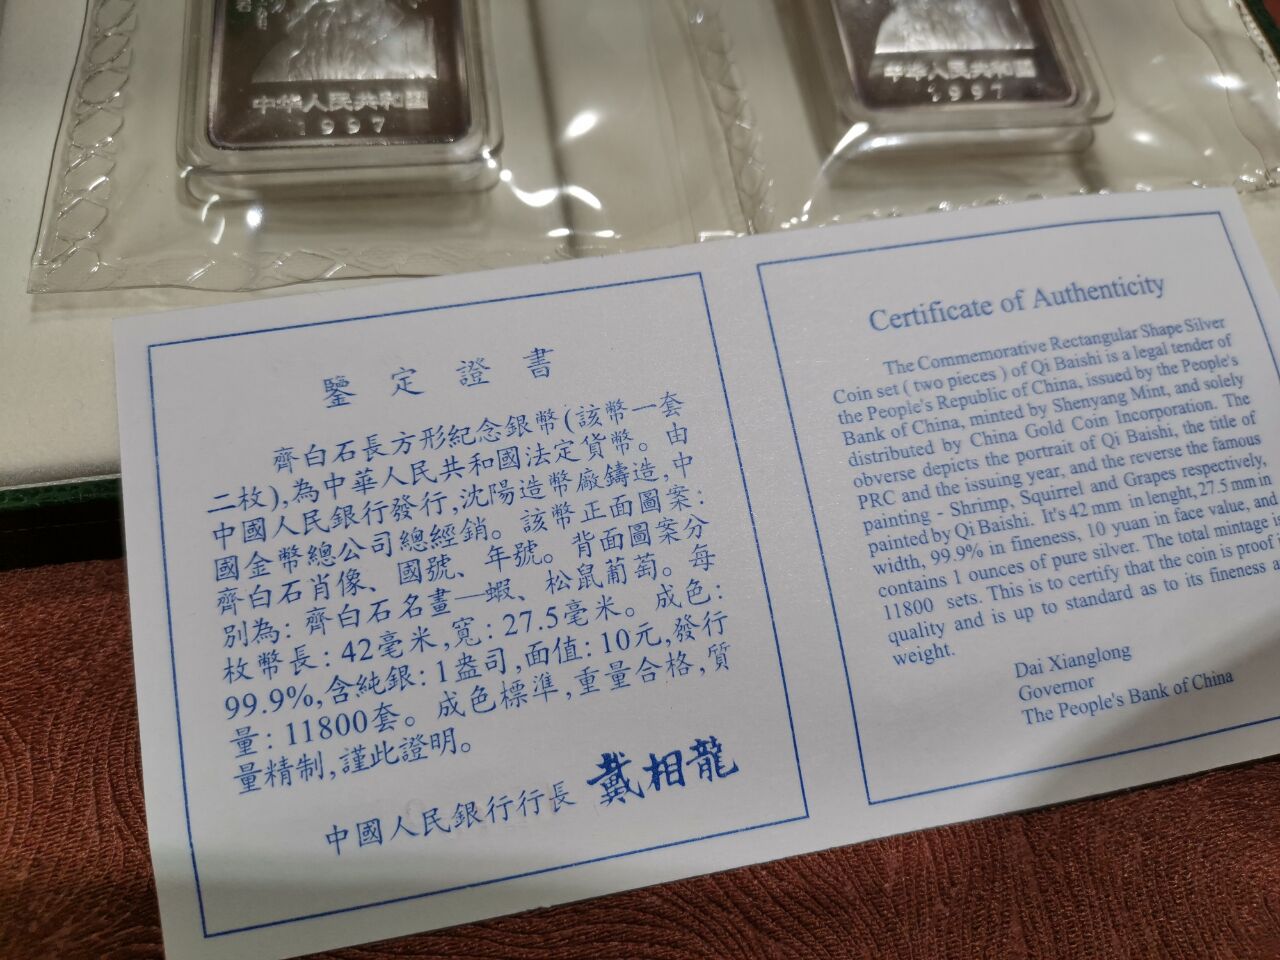 中华人民共和国
1997
中华人民共和国
1997
鑒定證書
齊白石長方形紀念銀幣(該幣一套
二枚),為中華人民共和國法定貨幣。由
中國人民銀行發行,沈陽造幣廠鑄造,中
國金幣總公司總經銷。該幣正面圖案:
齊白石肖像、國號、年號。背面圖案分
別為:齊白石名畫—蝦、松鼠葡萄。每
枚幣長:42毫米,寬:27.5毫米。成色:
99.9%,含純銀:1盎司,面值:10元,發行
量:11800套。成色標準,重量合格,質
量精制,謹此證明。
中國人民銀行行長 戴相龍
Certificate of Authenticity
The Commemorative Rectangular Shape Silver
Coin set ( two pieces ) of Qi Baishi is a legal tender of
the People's Republic of China, issued by the People's
Bank of China, minted by Shenyang Mint, and solely
distributed by China Gold Coin Incorporation. The
obverse depicts the portrait of Qi Baishi, the title of
PRC and the issuing year, and the reverse the famous
painting - Shrimp, Squirrel and Grapes respectively,
painted by Qi Baishi. It's 42 mm in lenght, 27.5 mm in
width, 99.9% in fineness, 10 yuan in face value, and
contains 1 ounces of pure silver. The total mintage i
11800 sets. This is to certify that the coin is proof i
quality and is up to standard as to its fineness a
weight.
Dai Xianglong
Governor
The People's Bank of China